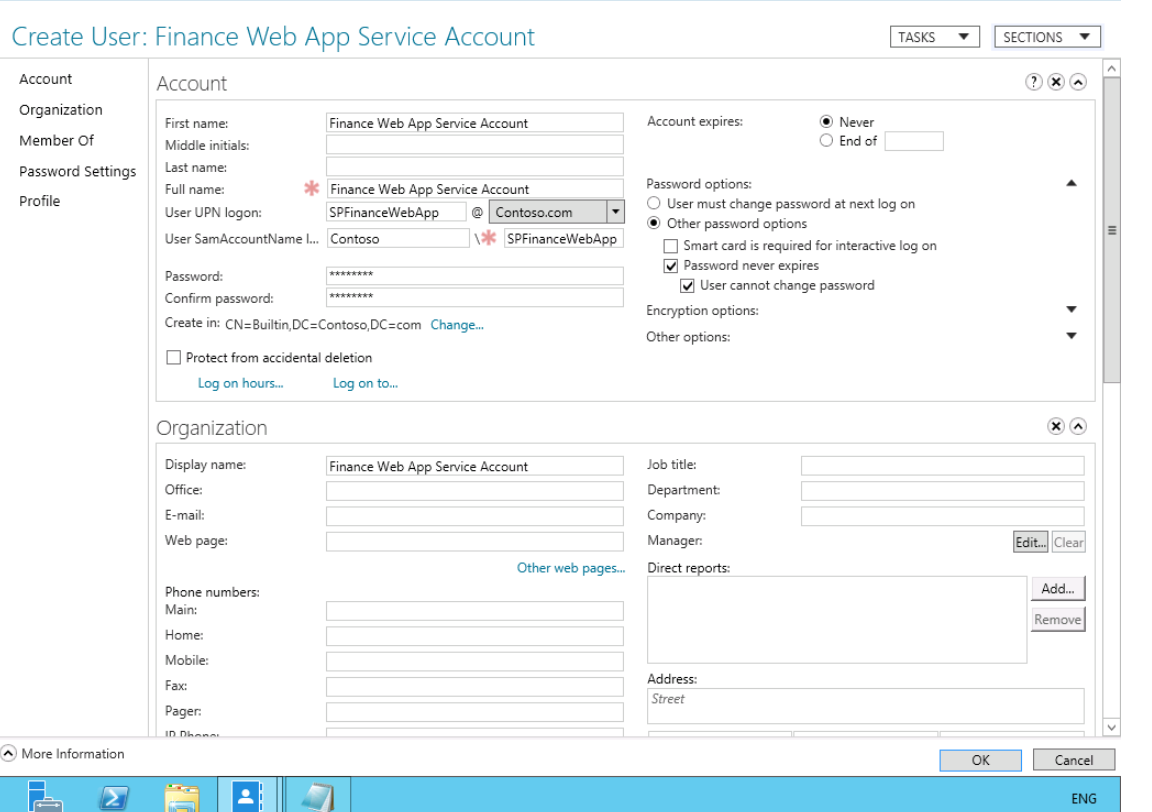 Create User: Finance Web App Service Account
TASKS
SECTIONS
Account
Organization
Member Of
Password Settings
Profile
Account
?
First name: Finance Web App Service Account
Middle initials:
Last name:
Full name: * Finance Web App Service Account
User UPN logon: SPFinanceWebApp @ Contoso.com
User SamAccountName l... Contoso \* SPFinanceWebApp
Password: ********
Confirm password: ********
Create in: CN=Builtin,DC=Contoso,DC=com Change...
Protect from accidental deletion
Log on hours... Log on to...
Account expires: Never
End of
Password options:
User must change password at next log on
Other password options
Smart card is required for interactive log on
Password never expires
User cannot change password
Encryption options:
Other options:
Organization
Display name: Finance Web App Service Account
Office:
E-mail:
Web page:
Other web pages...
Phone numbers:
Main:
Home:
Mobile:
Fax:
Pager:
IP Phone:
Job title:
Department:
Company:
Manager: Edit... Clear
Direct reports:
Add...
Remove
Address:
Street
More Information
OK Cancel
ENG